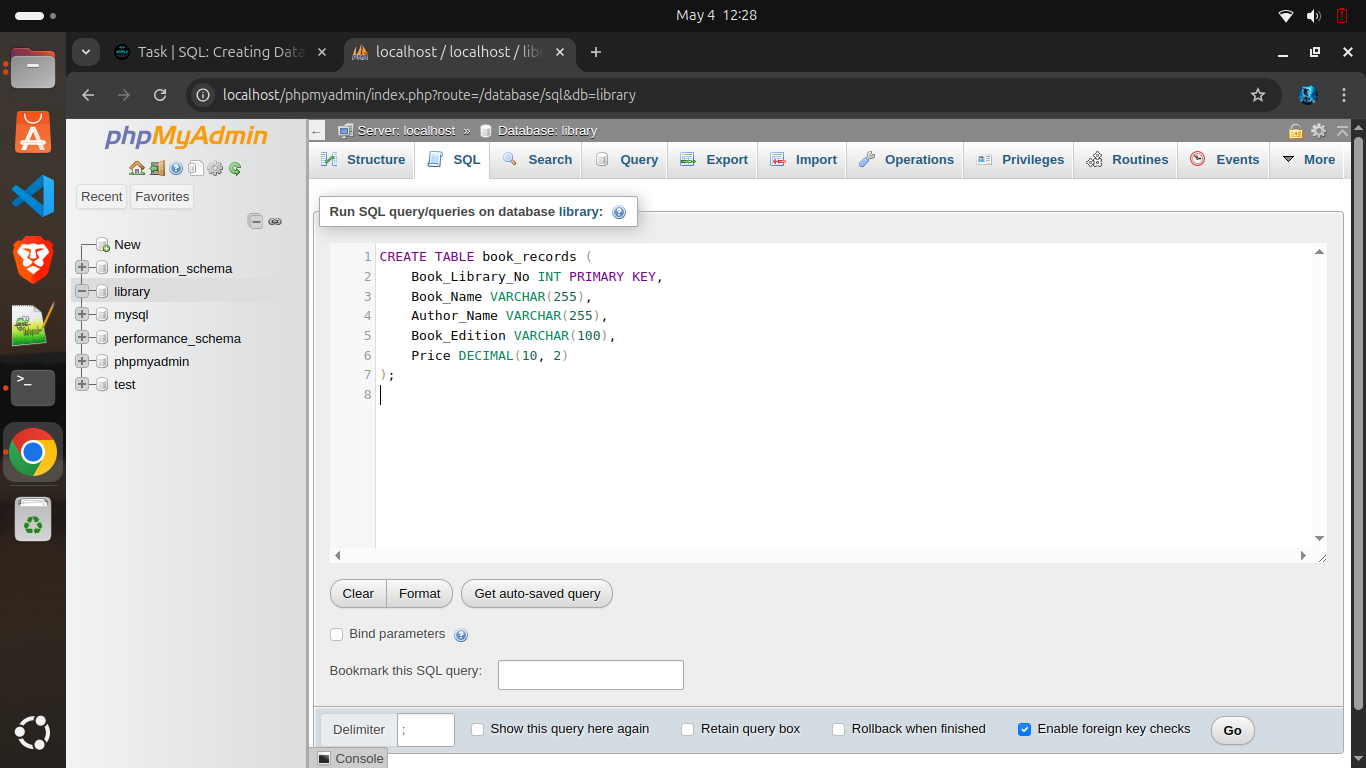 May 4 12:28
Task | SQL: Creating Data
localhost / localhost / lib
localhost/phpmyadmin/index.php?route=/database/sql&db=library
phpMyAdmin
Recent
Favorites
New
information_schema
library
mysql
performance_schema
phpmyadmin
test
Server: localhost » Database: library
Structure
SQL
Search
Query
Export
Import
Operations
Privileges
Routines
Events
More
Run SQL query/queries on database library:
1 CREATE TABLE book_records (
2     Book_Library_No INT PRIMARY KEY,
3     Book_Name VARCHAR(255),
4     Author_Name VARCHAR(255),
5     Book_Edition VARCHAR(100),
6     Price DECIMAL(10, 2)
7 );
8
Clear
Format
Get auto-saved query
Bind parameters
Bookmark this SQL query:
Delimiter ;
Show this query here again
Retain query box
Rollback when finished
Enable foreign key checks
Go
Console